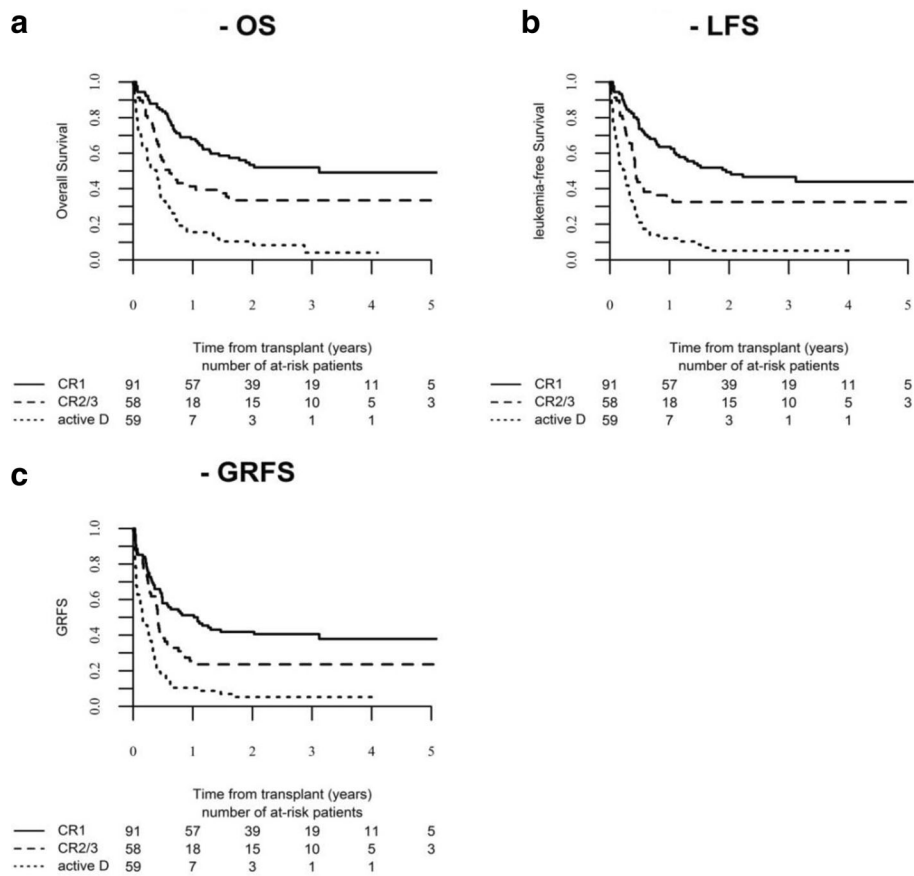 a
- OS
Overall Survival
1.0
0.8
0.6
0.4
0.2
0.0
0 1 2 3 4 5
Time from transplant (years)
number of at-risk patients
CR1 91 57 39 19 11 5
CR2/3 58 18 15 10 5 3
active D 59 7 3 1 1
b
- LFS
leukemia-free Survival
1.0
0.8
0.6
0.4
0.2
0.0
0 1 2 3 4 5
Time from transplant (years)
number of at-risk patients
CR1 91 57 39 19 11 5
CR2/3 58 18 15 10 5 3
active D 59 7 3 1 1
c
- GRFS
GRFS
1.0
0.8
0.6
0.4
0.2
0.0
0 1 2 3 4 5
Time from transplant (years)
number of at-risk patients
CR1 91 57 39 19 11 5
CR2/3 58 18 15 10 5 3
active D 59 7 3 1 1